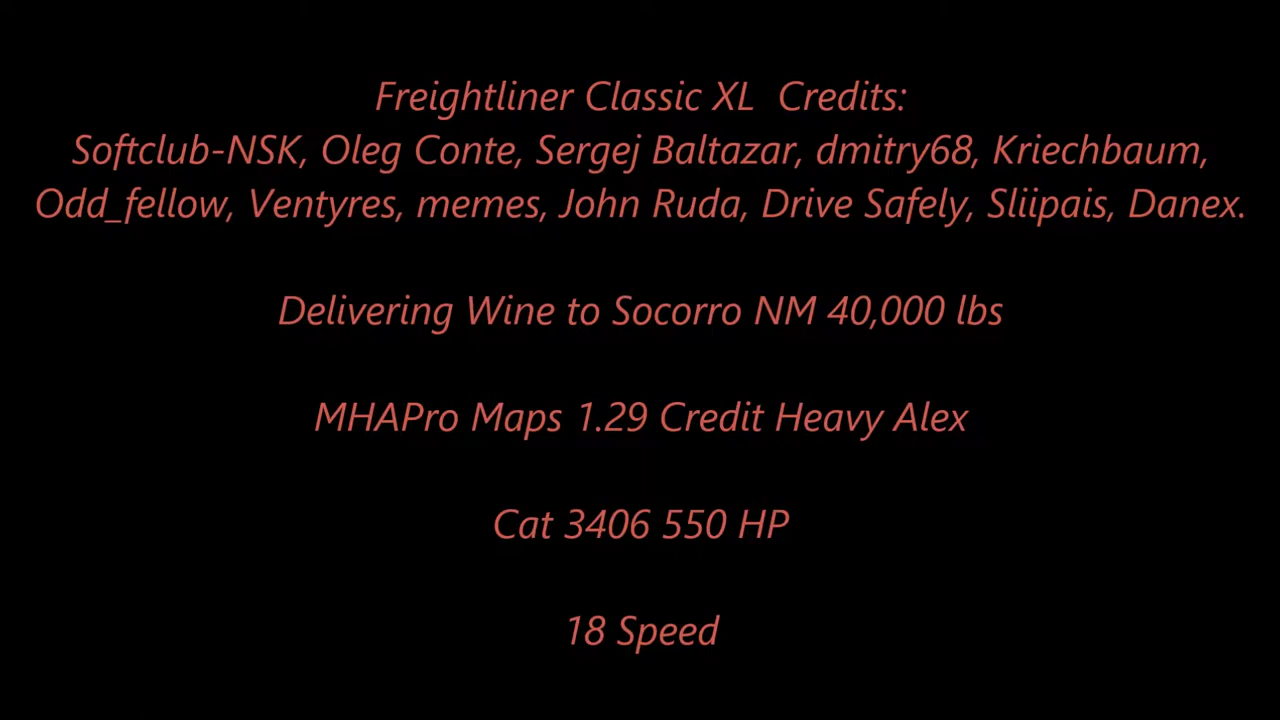 Freightliner Classic XL  Credits:
Softclub-NSK, Oleg Conte, Sergej Baltazar, dmitry68, Kriechbaum,
Odd_fellow, Ventyres, memes, John Ruda, Drive Safely, Sliipais, Danex.
Delivering Wine to Socorro NM 40,000 lbs
MHAPro Maps 1.29 Credit Heavy Alex
Cat 3406 550 HP
18 Speed